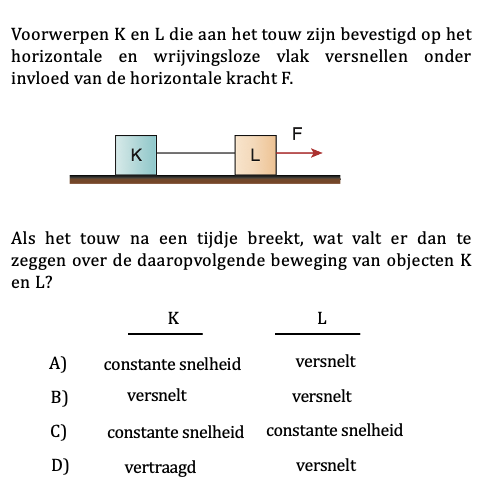 Voorwerpen K en L die aan het touw zijn bevestigd op het
horizontale en wrijvingsloze vlak versnellen onder
invloed van de horizontale kracht F.
F
K L
Als het touw na een tijdje breekt, wat valt er dan te
zeggen over de daaropvolgende beweging van objecten K
en L?
K L
A) constante snelheid versnelt
B) versnelt versnelt
C) constante snelheid constante snelheid
D) vertraagd versnelt